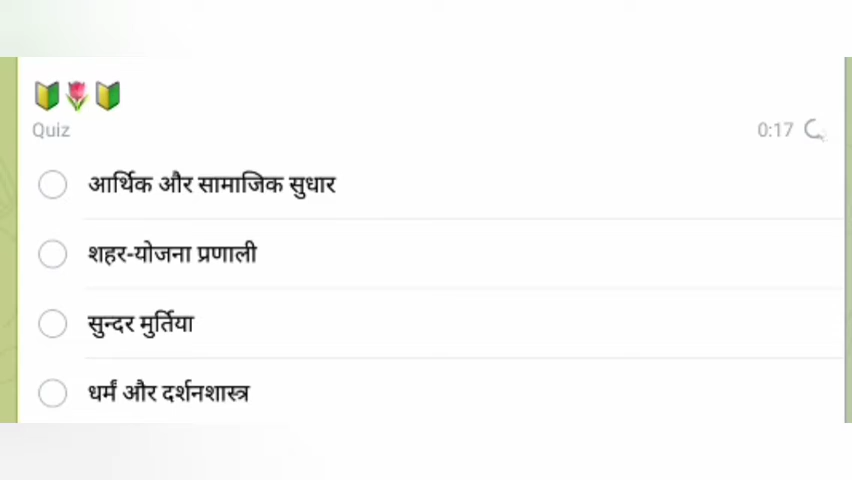 Quiz
0:17
आर्थिक और सामाजिक सुधार
शहर-योजना प्रणाली
सुन्दर मुर्तिया
धर्मं और दर्शनशास्त्र